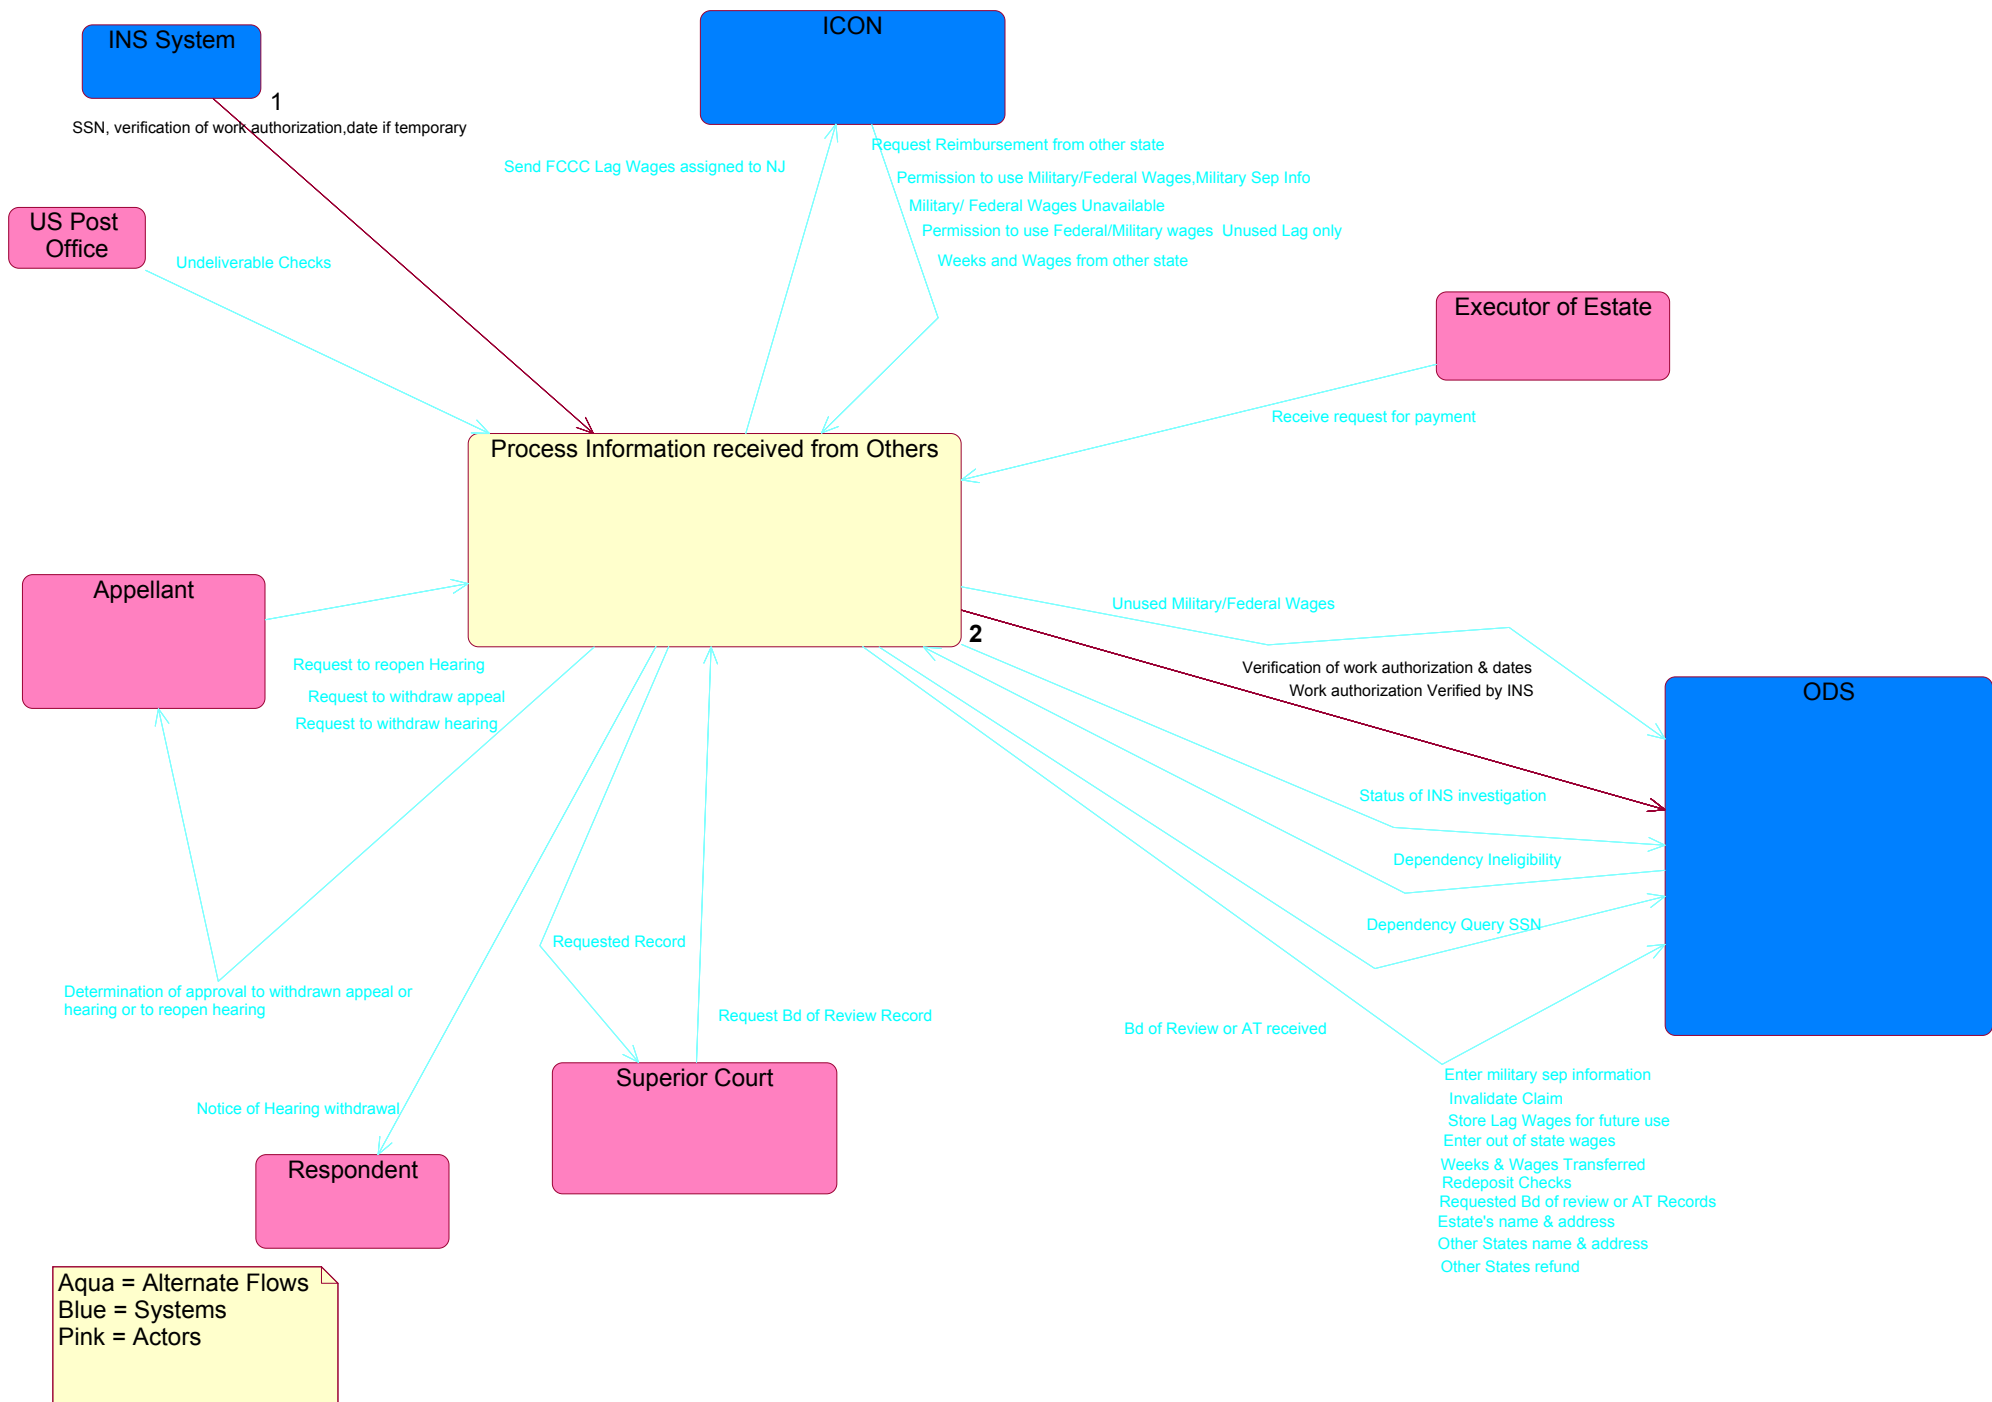 INS System
ICON
1
SSN, verification of work authorization,date if temporary
Request Reimbursement from other state
Send FCCC Lag Wages assigned to NJ
Permission to use Military/Federal Wages,Military Sep Info
Military/ Federal Wages Unavailable
US Post
Office
Permission to use Federal/Military wages  Unused Lag only
Undeliverable Checks
Weeks and Wages from other state
Executor of Estate
Receive request for payment
Process Information received from Others
Appellant
Unused Military/Federal Wages
2
Request to reopen Hearing
Verification of work authorization & dates
Request to withdraw appeal
Work authorization Verified by INS
ODS
Request to withdraw hearing
Status of INS investigation
Dependency Ineligibility
Dependency Query SSN
Requested Record
Determination of approval to withdrawn appeal or
hearing or to reopen hearing
Request Bd of Review Record
Bd of Review or AT received
Superior Court
Enter military sep information
Invalidate Claim
Notice of Hearing withdrawal
Store Lag Wages for future use
Enter out of state wages
Respondent
Weeks & Wages Transferred
Redeposit Checks
Requested Bd of review or AT Records
Estate's name & address
Other States name & address
Other States refund
Aqua = Alternate Flows
Blue = Systems
Pink = Actors